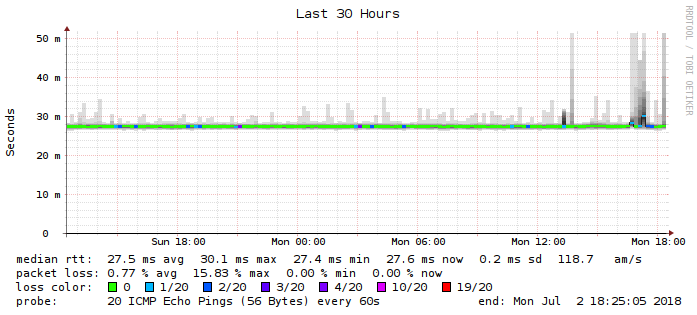 Last 30 Hours
RRDTOOL / TOBI OETIKER
Seconds
50 m
40 m
30 m
20 m
10 m
0
Sun 18:00 Mon 00:00 Mon 06:00 Mon 12:00 Mon 18:00
median rtt: 27.5 ms avg 30.1 ms max 27.4 ms min 27.6 ms now 0.2 ms sd 118.7 am/s
packet loss: 0.77 % avg 15.83 % max 0.00 % min 0.00 % now
loss color: 0 1/20 2/20 3/20 4/20 10/20 19/20
probe: 20 ICMP Echo Pings (56 Bytes) every 60s end: Mon Jul 2 18:25:05 2018